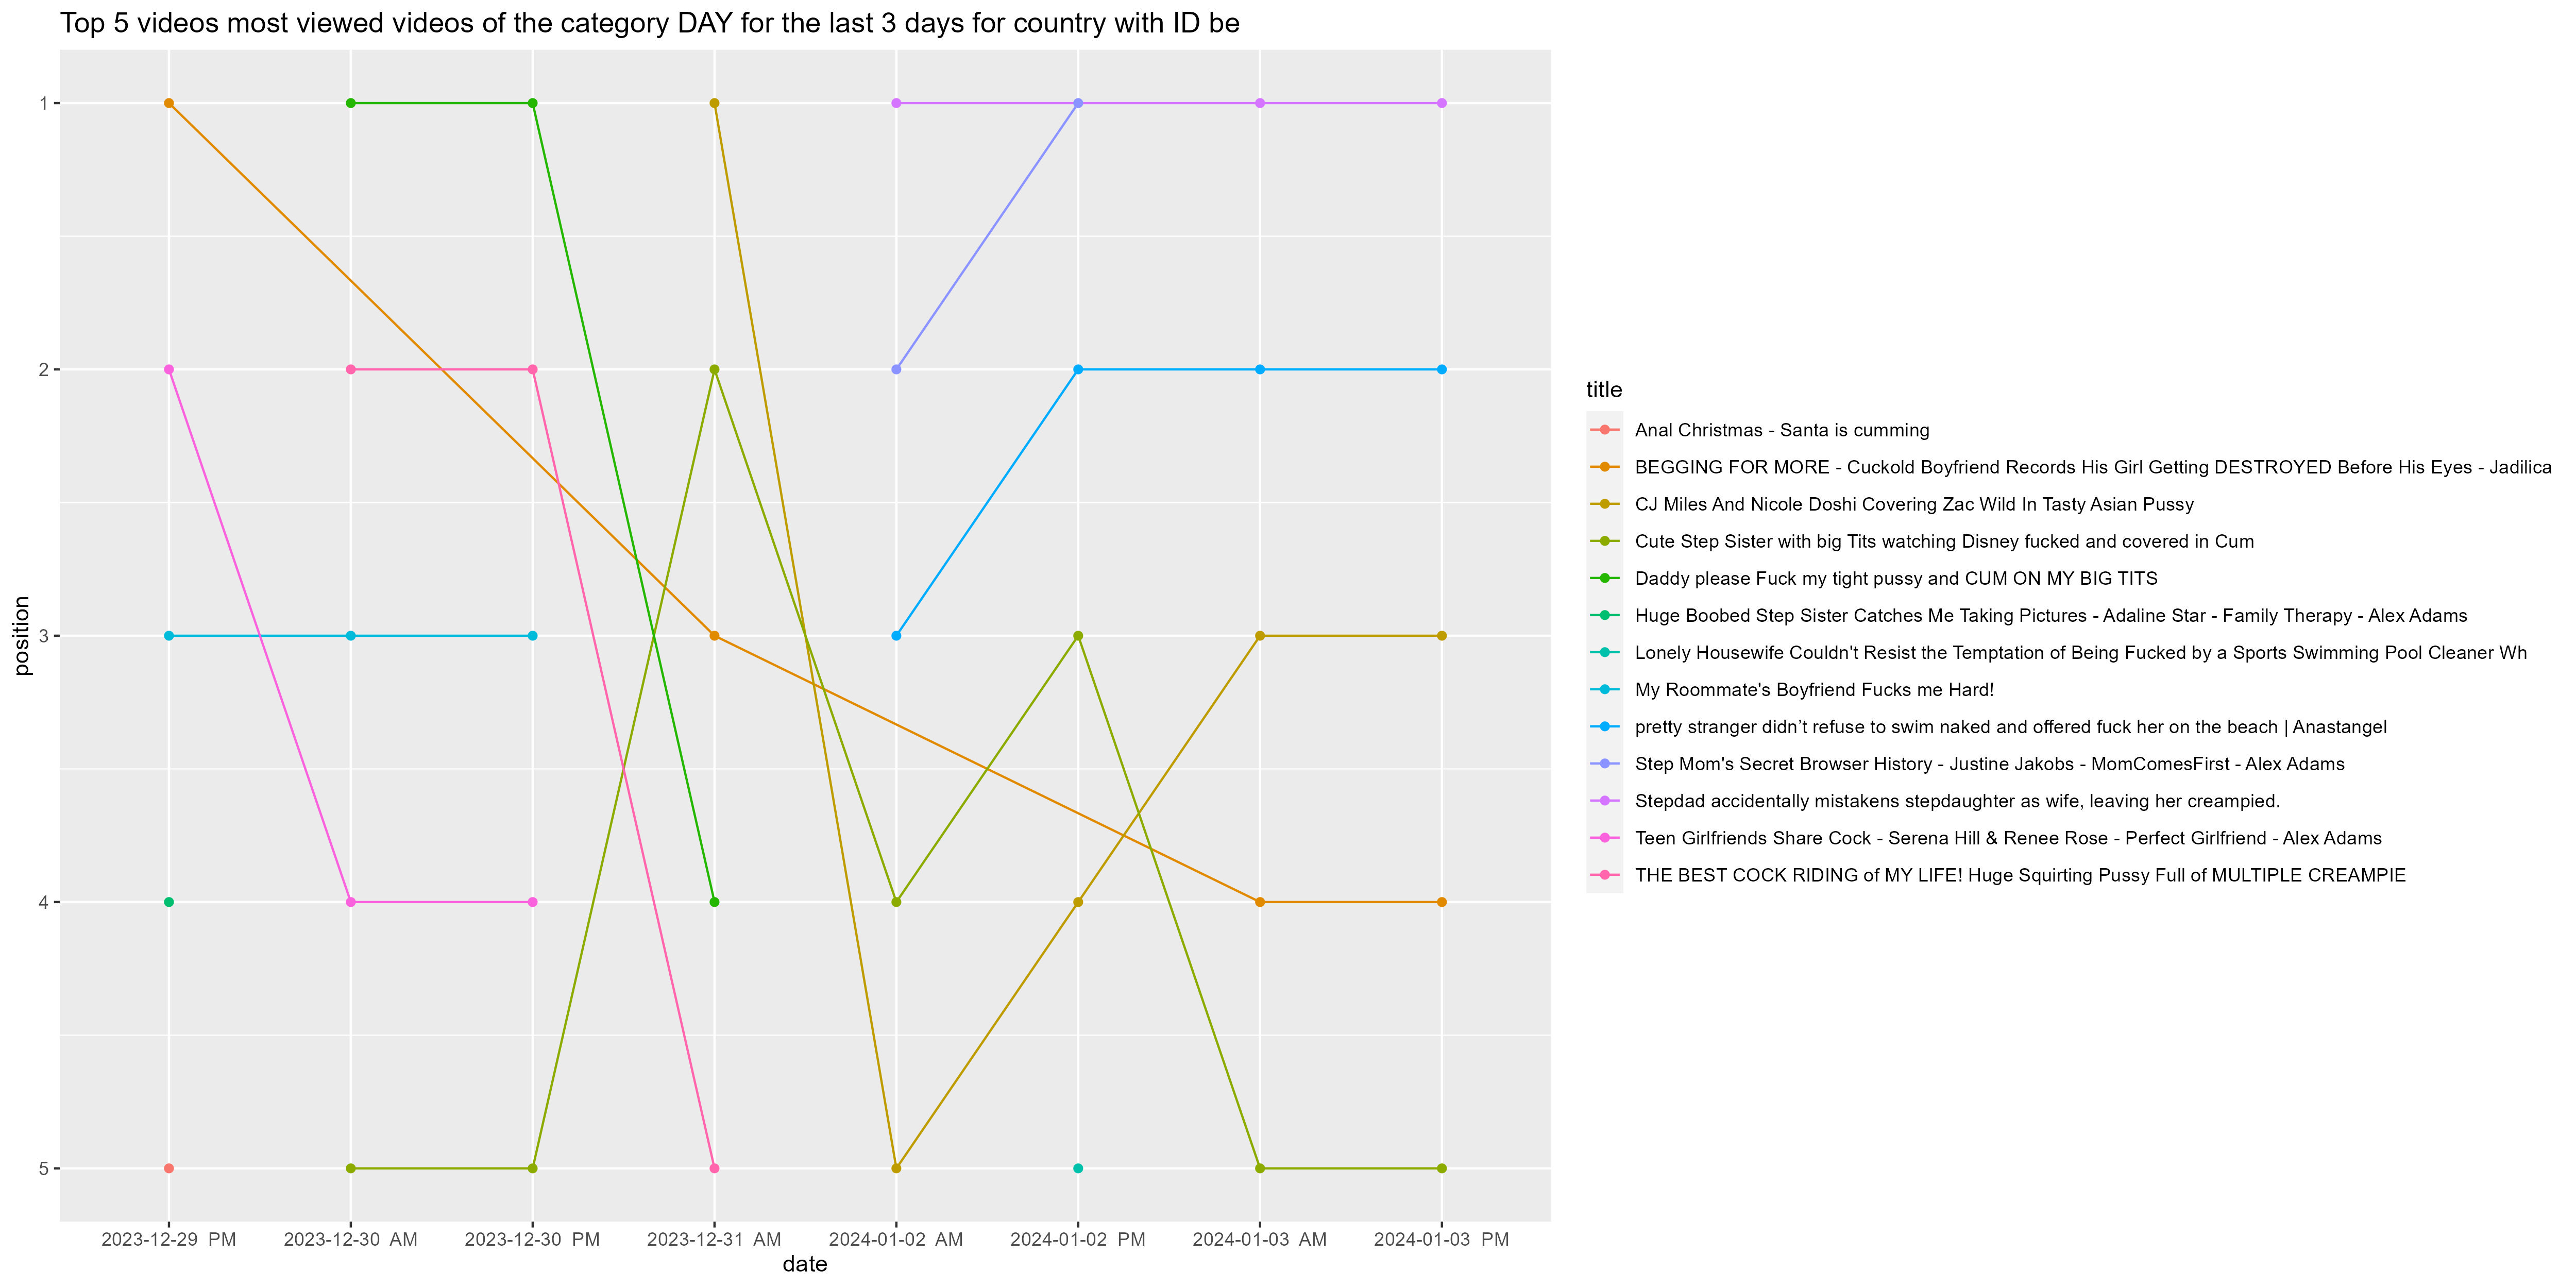 Top 5 videos most viewed videos of the category DAY for the last 3 days for country with ID be
position
1
2
3
4
5
2023-12-29 PM
2023-12-30 AM
2023-12-30 PM
2023-12-31 AM
2024-01-02 AM
2024-01-02 PM
2024-01-03 AM
2024-01-03 PM
date
title
Anal Christmas - Santa is cumming
BEGGING FOR MORE - Cuckold Boyfriend Records His Girl Getting DESTROYED Before His Eyes - Jadilica
CJ Miles And Nicole Doshi Covering Zac Wild In Tasty Asian Pussy
Cute Step Sister with big Tits watching Disney fucked and covered in Cum
Daddy please Fuck my tight pussy and CUM ON MY BIG TITS
Huge Boobed Step Sister Catches Me Taking Pictures - Adaline Star - Family Therapy - Alex Adams
Lonely Housewife Couldn't Resist the Temptation of Being Fucked by a Sports Swimming Pool Cleaner Wh
My Roommate's Boyfriend Fucks me Hard!
pretty stranger didn’t refuse to swim naked and offered fuck her on the beach | Anastangel
Step Mom's Secret Browser History - Justine Jakobs - MomComesFirst - Alex Adams
Stepdad accidentally mistakens stepdaughter as wife, leaving her creampied.
Teen Girlfriends Share Cock - Serena Hill & Renee Rose - Perfect Girlfriend - Alex Adams
THE BEST COCK RIDING of MY LIFE! Huge Squirting Pussy Full of MULTIPLE CREAMPIE